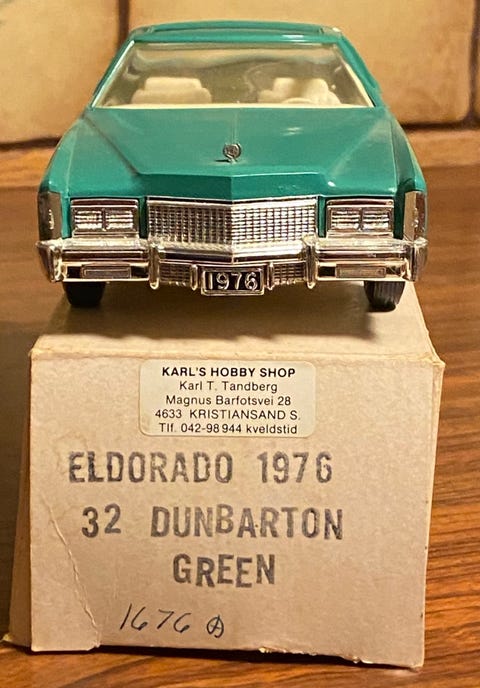 1976
KARL'S HOBBY SHOP
Karl T. Tandberg
Magnus Barfotsvei 28
4633 KRISTIANSAND S.
Tlf. 042-98 944 kveldstid
ELDORADO 1976
32 DUNBARTON
GREEN
1676